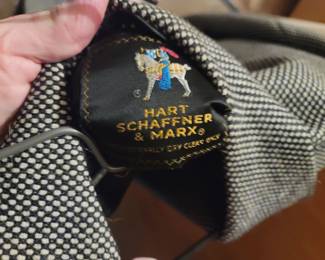 ®
HART
SCHAFFNER
& MARX®
DRY CLEAN ONLY